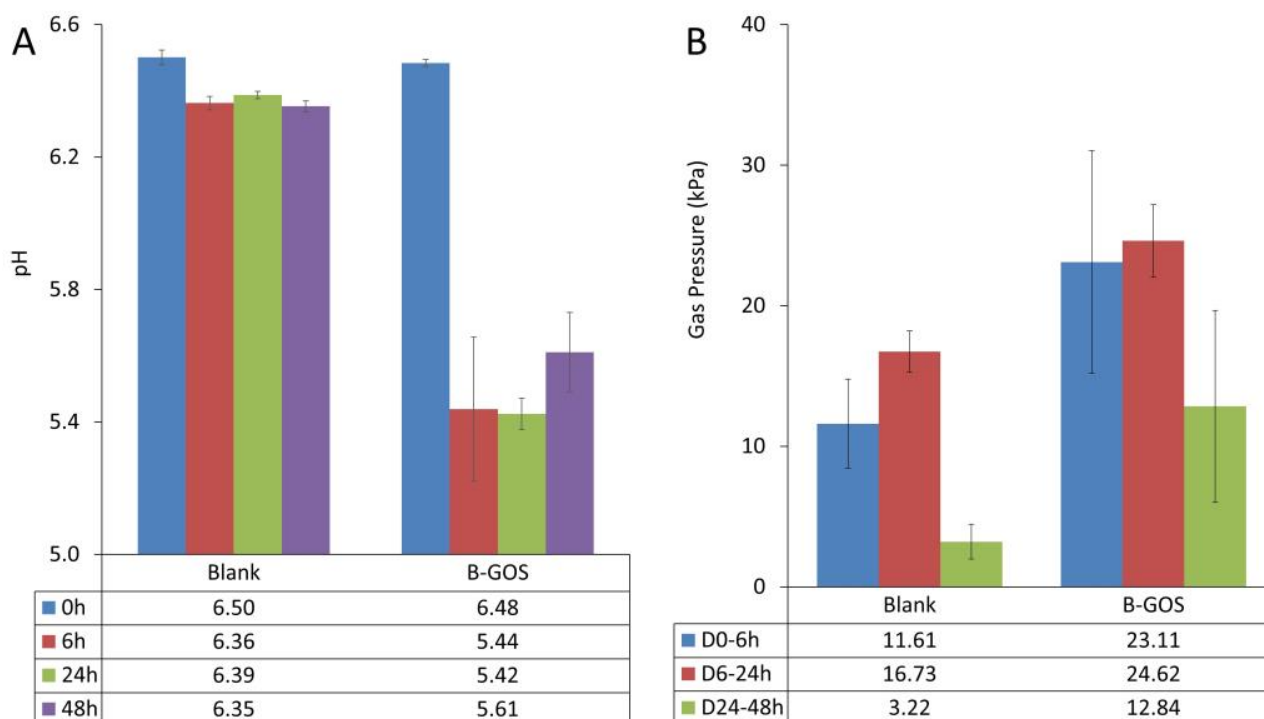 A
6.6
6.2
5.8
5.4
5.0
pH
Blank B-GOS
0h 6.50 6.48
6h 6.36 5.44
24h 6.39 5.42
48h 6.35 5.61
B
40
30
20
10
0
Gas Pressure (kPa)
Blank B-GOS
D0-6h 11.61 23.11
D6-24h 16.73 24.62
D24-48h 3.22 12.84